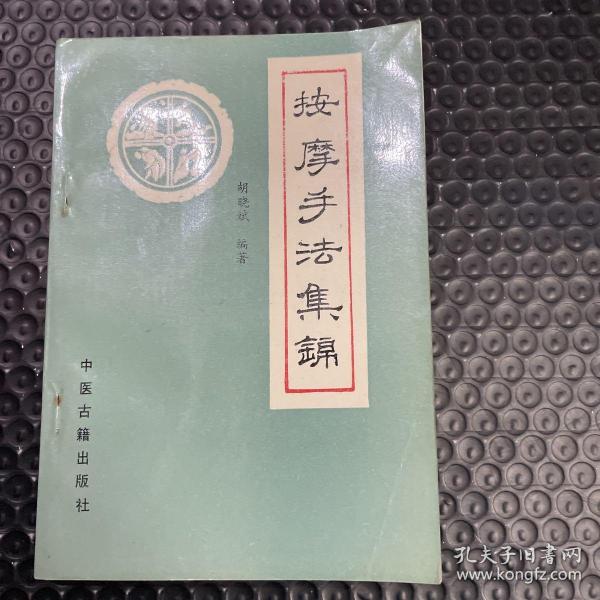 按摩手法集锦
胡晓斌 编著
中医古籍出版社
孔夫子旧书网
www.kongfz.com